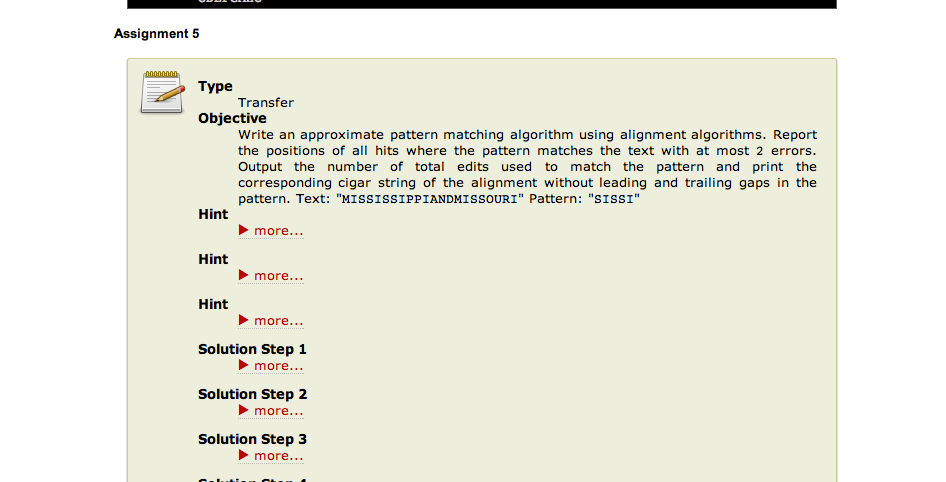 Assignment 5
Type
Transfer
Objective
Write an approximate pattern matching algorithm using alignment algorithms. Report
the positions of all hits where the pattern matches the text with at most 2 errors.
Output the number of total edits used to match the pattern and print the
corresponding cigar string of the alignment without leading and trailing gaps in the
pattern. Text: "MISSISSIPPIANDMISSOURI" Pattern: "SISSI"
Hint
▶ more...
Hint
▶ more...
Hint
▶ more...
Solution Step 1
▶ more...
Solution Step 2
▶ more...
Solution Step 3
▶ more...